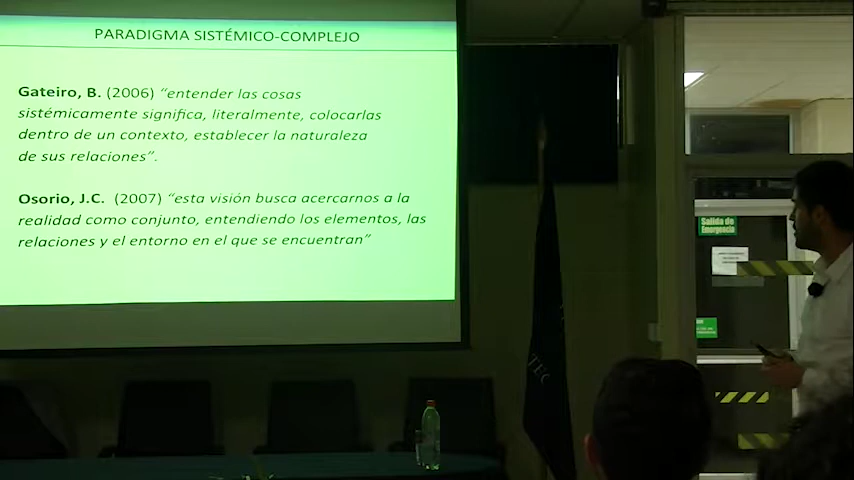 PARADIGMA SISTÉMICO-COMPLEJO
Gateiro, B. (2006) “entender las cosas
sistémicamente significa, literalmente, colocarlas
dentro de un contexto, establecer la naturaleza
de sus relaciones”.
Osorio, J.C. (2007) “esta visión busca acercarnos a la
realidad como conjunto, entendiendo los elementos, las
relaciones y el entorno en el que se encuentran”
Salida de
Emergencia
TEC